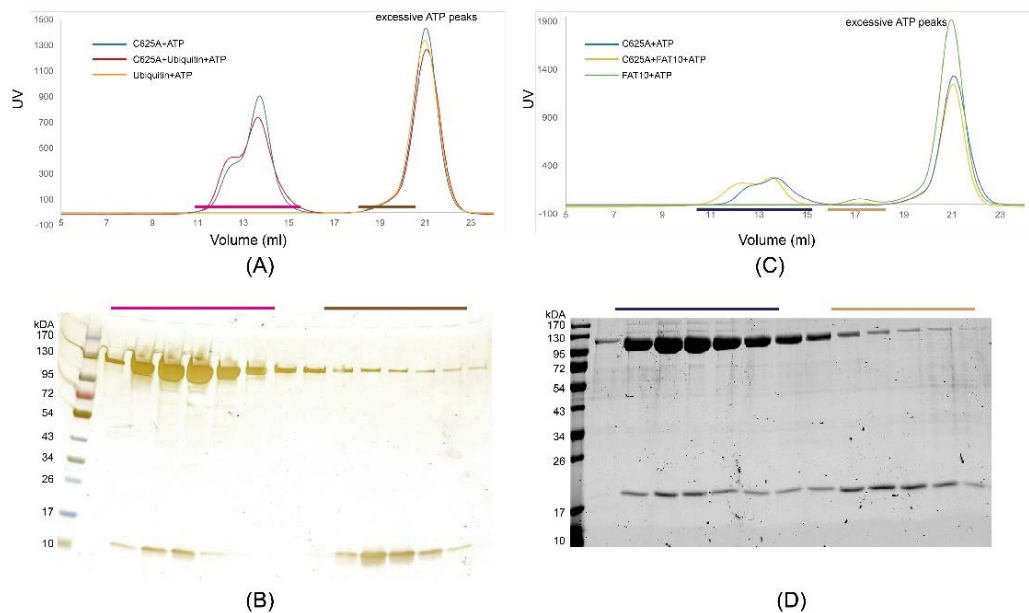 excessive ATP peaks
1500
1300
1100
900
700
500
300
100
-100
UV
C625A+ATP
C625A+Ubiquitin+ATP
Ubiquitin+ATP
5 7 9 11 13 15 17 19 21 23
Volume (ml)
(A)
excessive ATP peaks
1900
1400
900
400
-100
UV
C625A+ATP
C625A+FAT10+ATP
FAT10+ATP
5 7 9 11 13 15 17 19 21 23
Volume (ml)
(C)
kDA
170
130
95
72
54
43
34
26
17
10
(B)
kDA
170
130
95
72
54
43
34
26
17
10
(D)